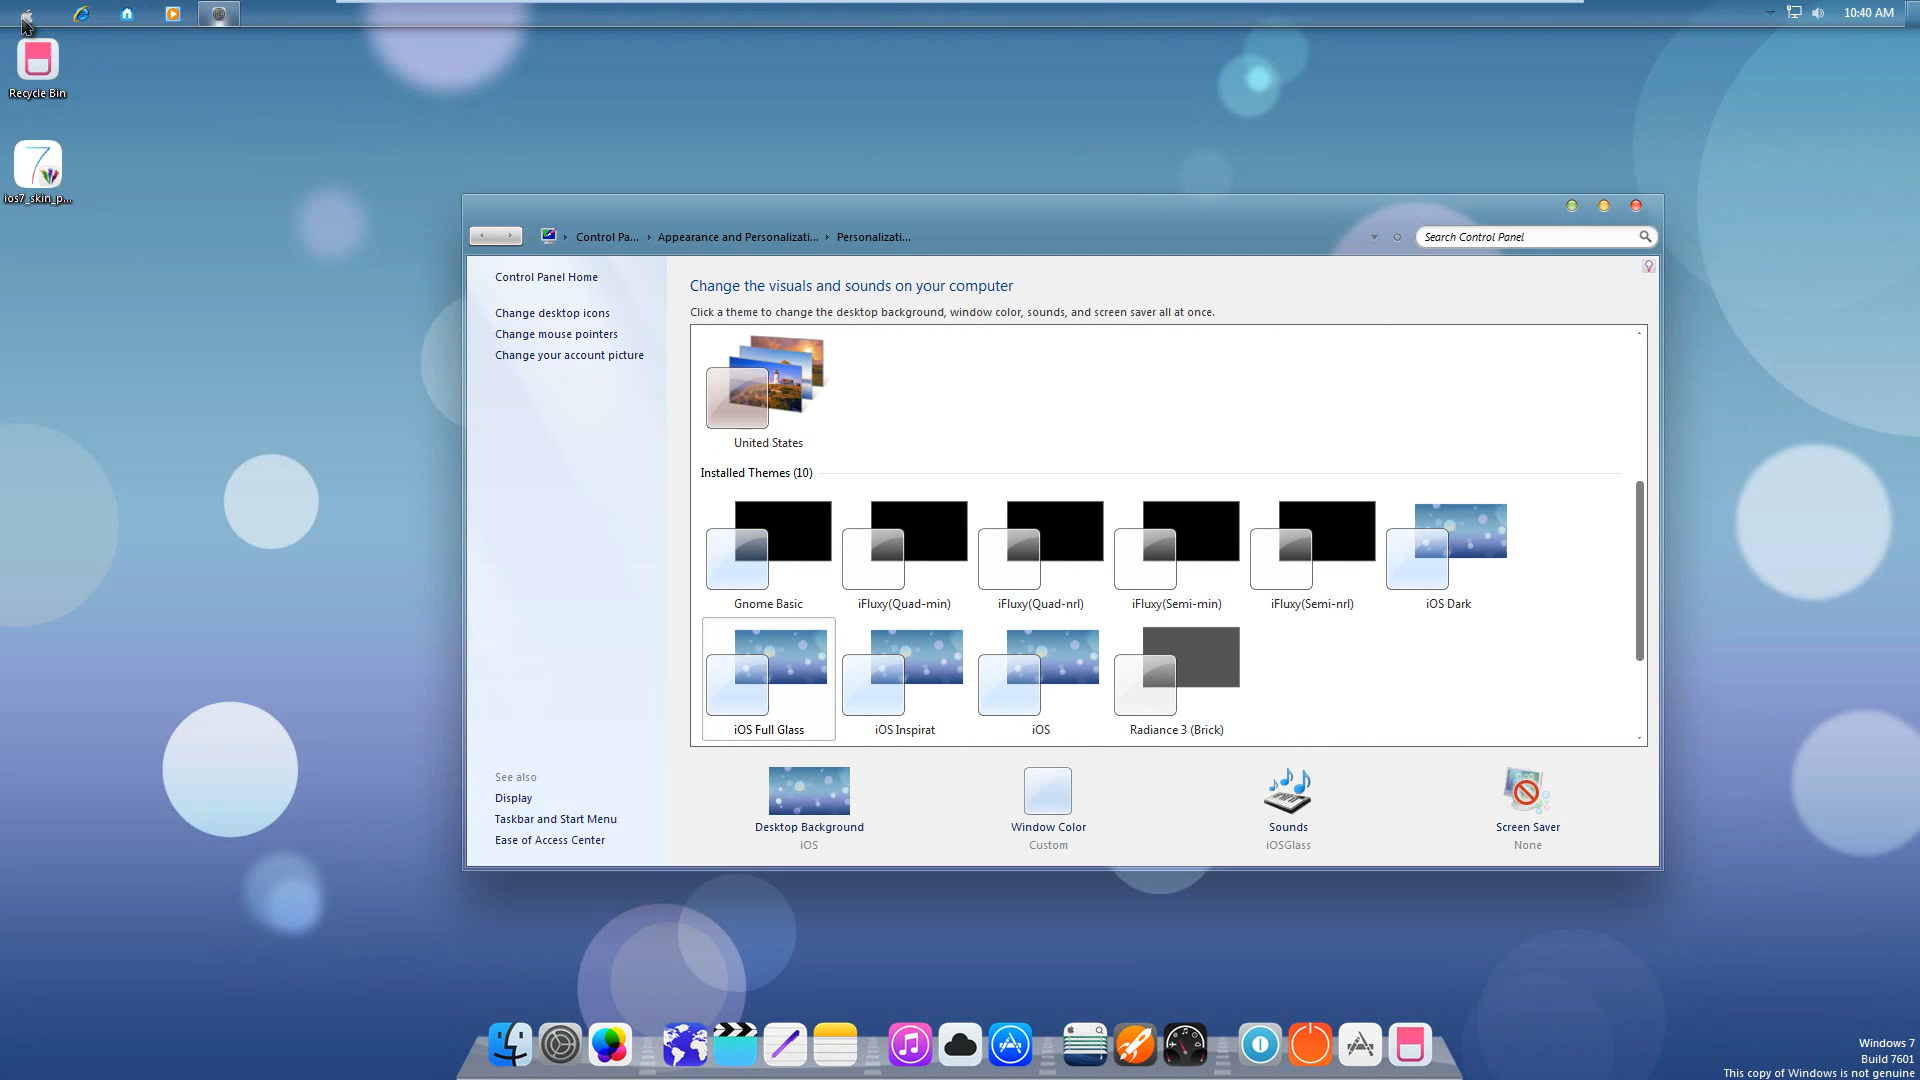 10:40 AM
Recycle Bin
ios7_skin_p...
Control Pa...
Appearance and Personalizati...
Personalizati...
Search Control Panel
Control Panel Home
Change desktop icons
Change mouse pointers
Change your account picture
Change the visuals and sounds on your computer
Click a theme to change the desktop background, window color, sounds, and screen saver all at once.
United States
Installed Themes (10)
Gnome Basic
iFluxy(Quad-min)
iFluxy(Quad-nrl)
iFluxy(Semi-min)
iFluxy(Semi-nrl)
iOS Dark
iOS Full Glass
iOS Inspirat
iOS
Radiance 3 (Brick)
See also
Display
Taskbar and Start Menu
Ease of Access Center
Desktop Background
iOS
Window Color
Custom
Sounds
iOSGlass
Screen Saver
None
Windows 7
Build 7601
This copy of Windows is not genuine